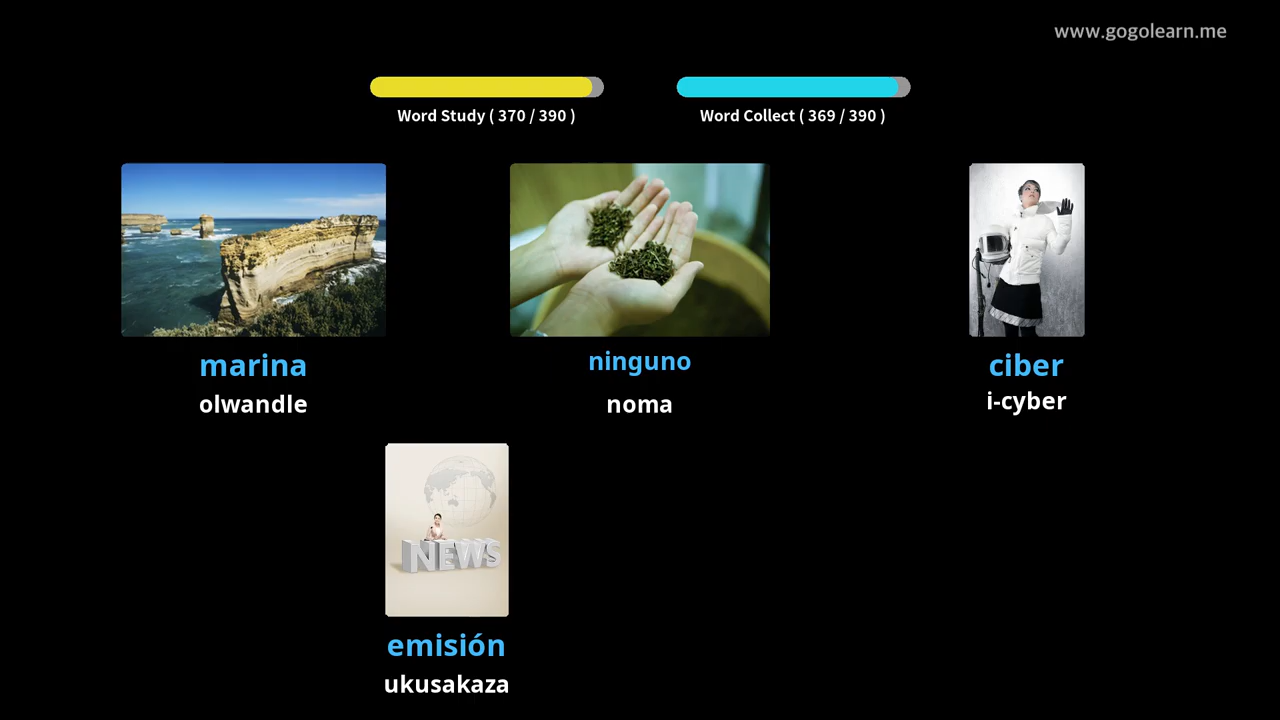 www.gogolearn.me
Word Study ( 370 / 390 )
Word Collect ( 369 / 390 )
marina
olwandle
ninguno
noma
ciber
i-cyber
NEWS
emisión
ukusakaza